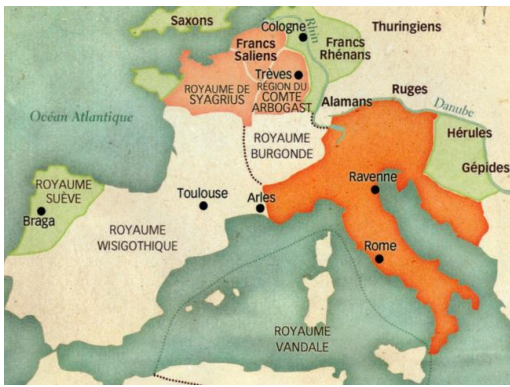 Saxons
Cologne
Rhin
Thuringiens
Francs
Saliens
Francs
Rhénans
Trèves
ROYAUME DE
SYAGRIUS
RÉGION DU
COMTE
ARBOGAST
Alamans
Ruges
Danube
Océan Atlantique
Hérules
ROYAUME
BURGONDE
Gépides
ROYAUME
SUÈVE
Braga
Toulouse
Arles
Ravenne
ROYAUME
WISIGOTHIQUE
Rome
ROYAUME
VANDALE